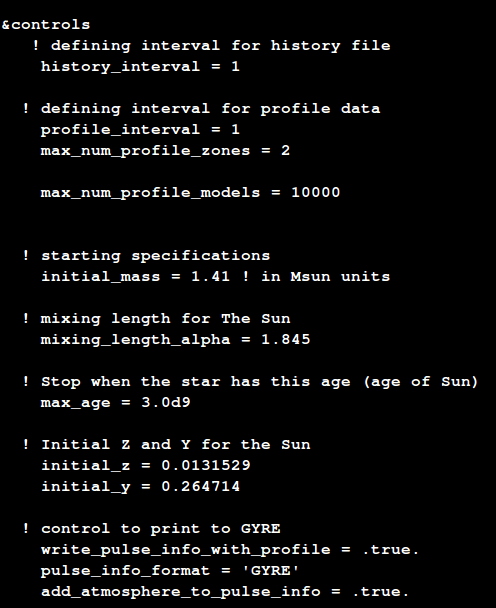 &controls
! defining interval for history file
history_interval = 1
! defining interval for profile data
profile_interval = 1
max_num_profile_zones = 2
max_num_profile_models = 10000
! starting specifications
initial_mass = 1.41 ! in Msun units
! mixing length for The Sun
mixing_length_alpha = 1.845
! Stop when the star has this age (age of Sun)
max_age = 3.0d9
! Initial Z and Y for the Sun
initial_z = 0.0131529
initial_y = 0.264714
! control to print to GYRE
write_pulse_info_with_profile = .true.
pulse_info_format = 'GYRE'
add_atmosphere_to_pulse_info = .true.